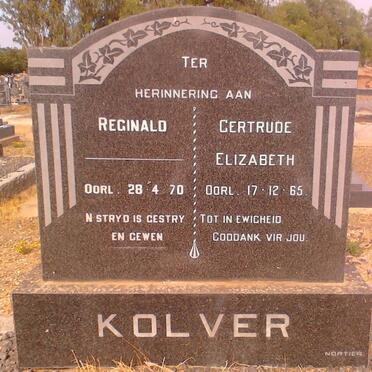 TER
HERINNERING AAN
REGINALD
OORL. 28·4·70
'N STRYD IS GESTRY
EN GEWEN
GERTRUDE
ELIZABETH
OORL. 17·12·65.
TOT IN EWIGHEID
GODDANK VIR JOU.
KOLVER
NORTIER